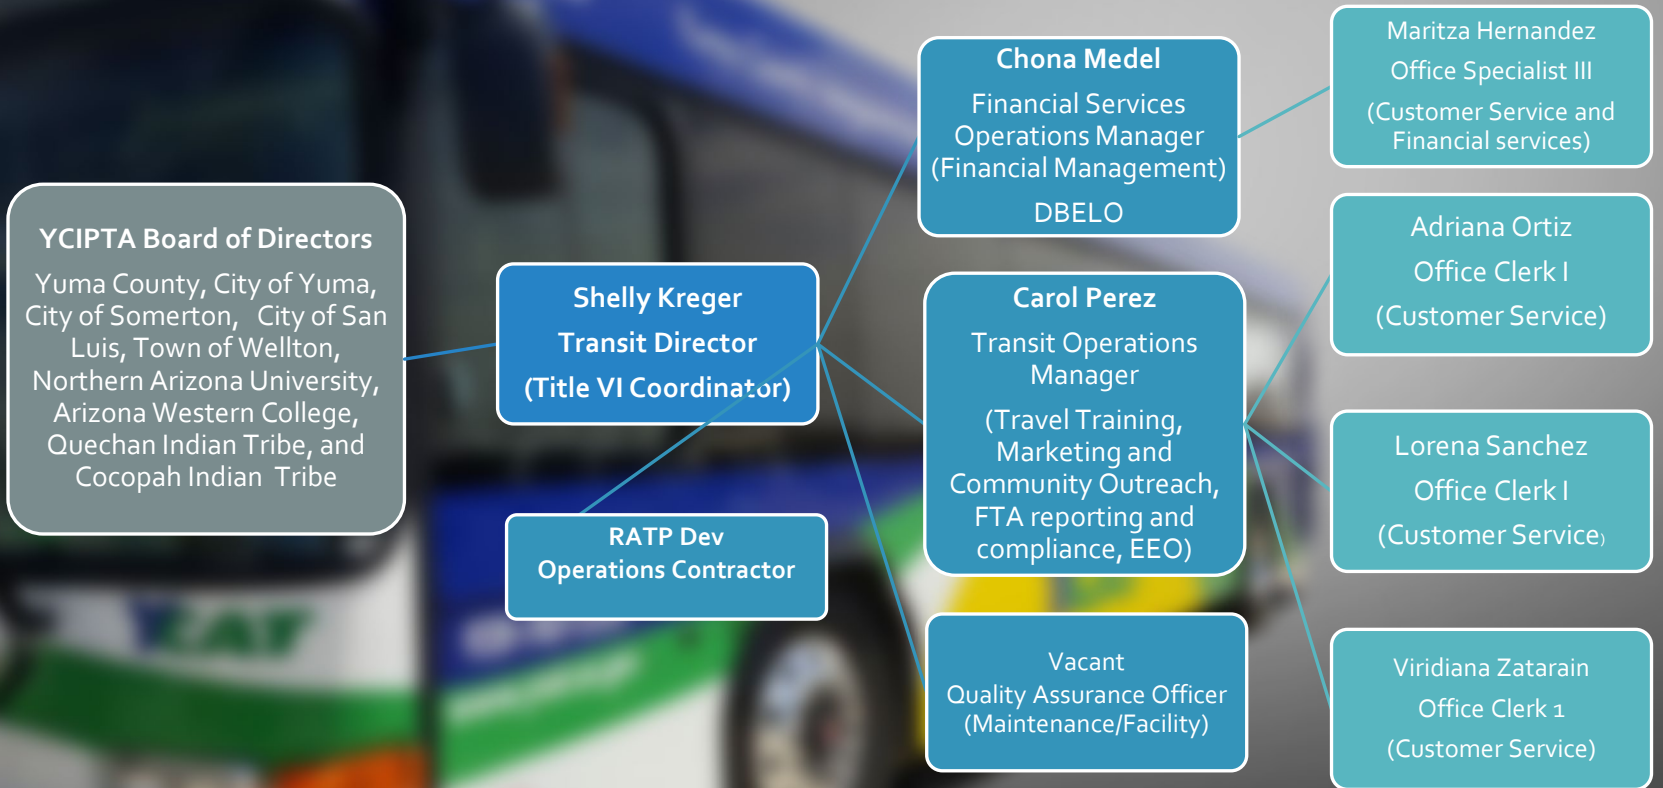 YCIPTA Board of Directors
Yuma County, City of Yuma,
City of Somerton, City of San
Luis, Town of Wellton,
Northern Arizona University,
Arizona Western College,
Quechan Indian Tribe, and
Cocopah Indian Tribe
Shelly Kreger
Transit Director
(Title VI Coordinator)
RATP Dev
Operations Contractor
Chona Medel
Financial Services
Operations Manager
(Financial Management)
DBELO
Carol Perez
Transit Operations
Manager
(Travel Training,
Marketing and
Community Outreach,
FTA reporting and
compliance, EEO)
Vacant
Quality Assurance Officer
(Maintenance/Facility)
Maritza Hernandez
Office Specialist III
(Customer Service and
Financial services)
Adriana Ortiz
Office Clerk I
(Customer Service)
Lorena Sanchez
Office Clerk I
(Customer Service)
Viridiana Zatarain
Office Clerk 1
(Customer Service)
YCAT